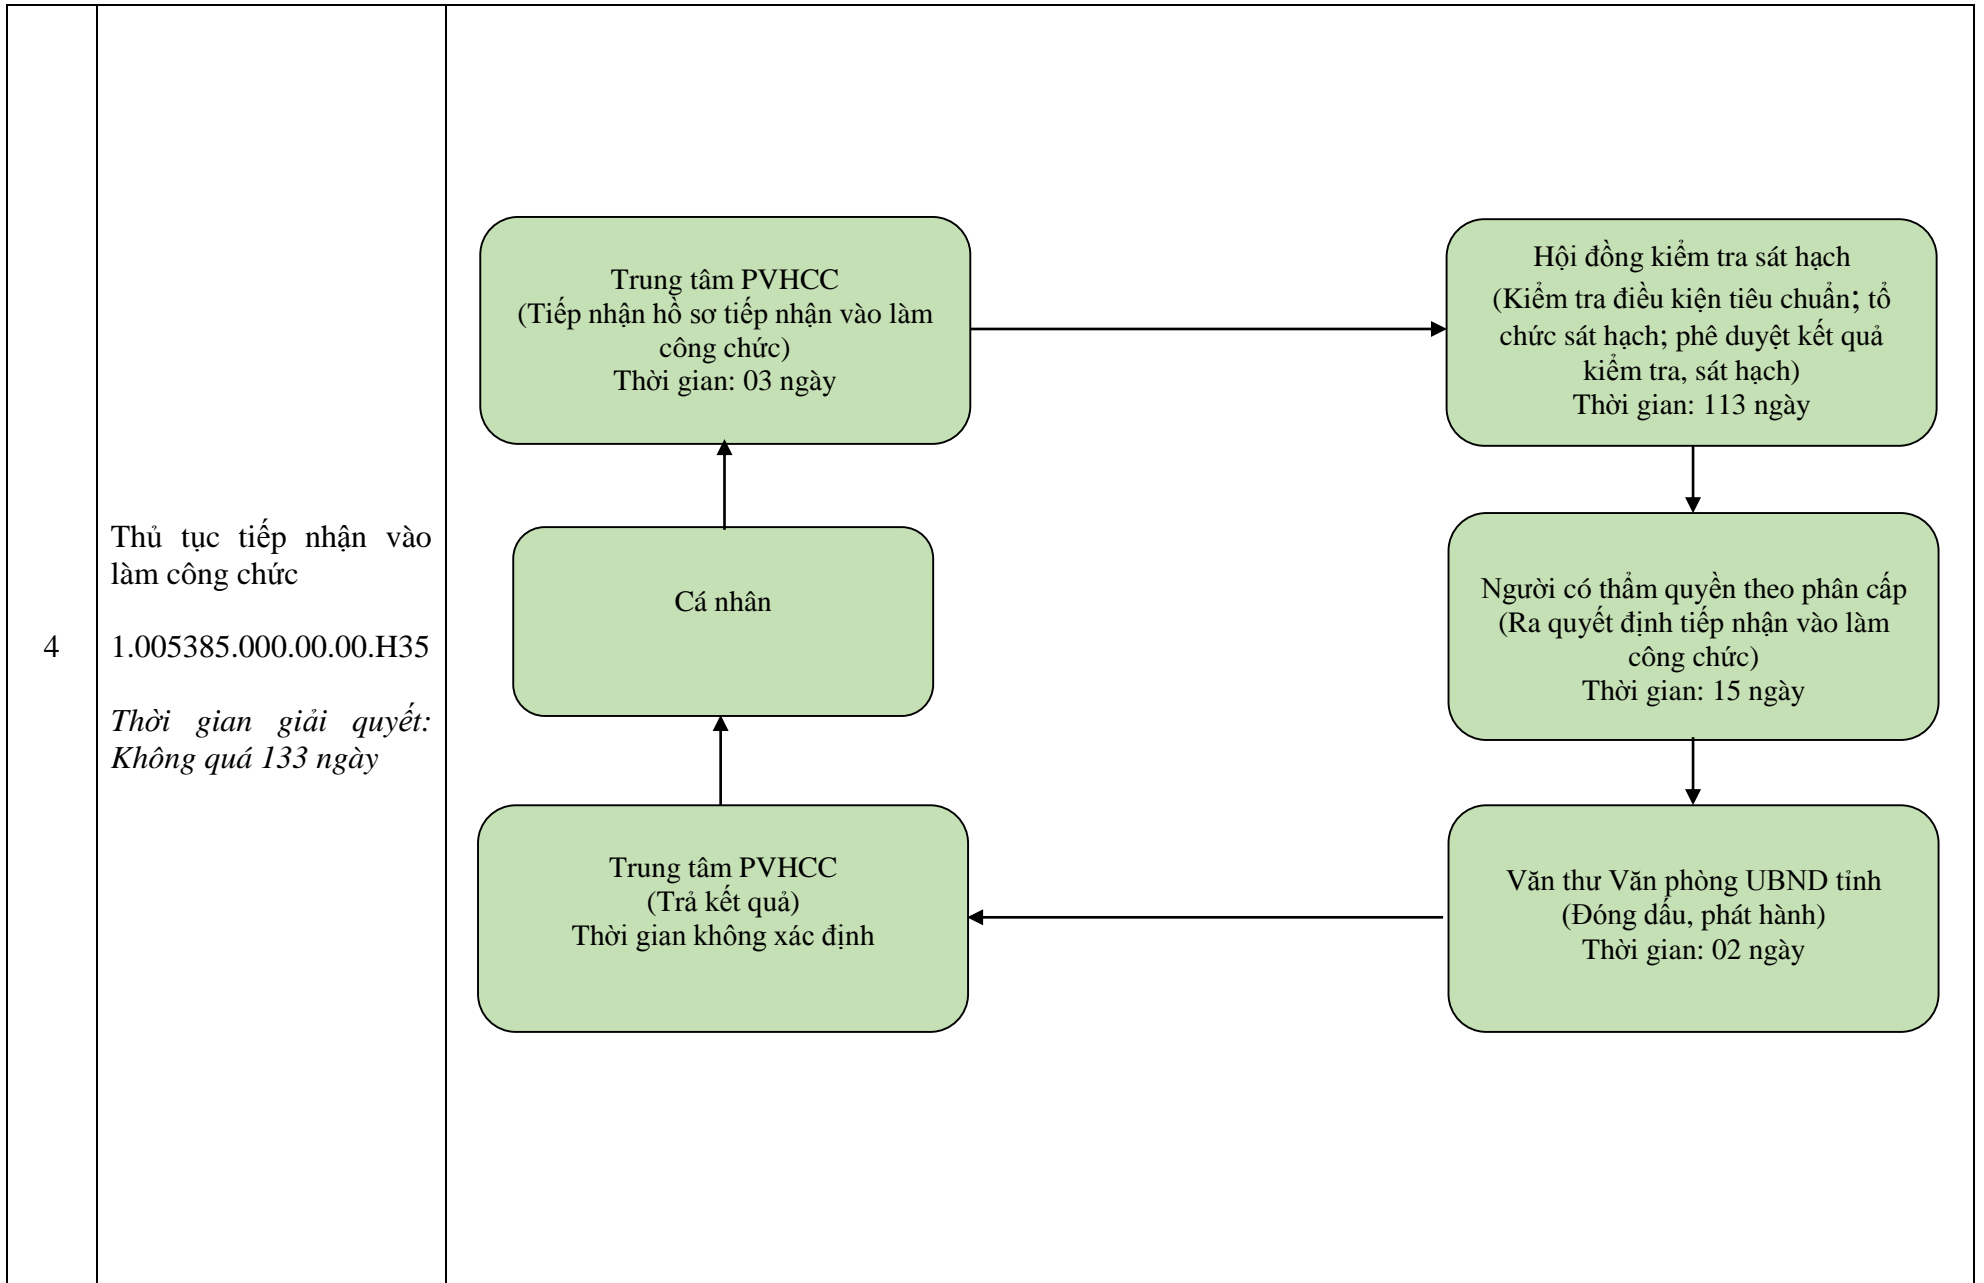 4
Thủ tục tiếp nhận vào
làm công chức
1.005385.000.00.00.H35
Thời gian giải quyết:
Không quá 133 ngày
Trung tâm PVHCC
(Tiếp nhận hồ sơ tiếp nhận vào làm
công chức)
Thời gian: 03 ngày
Hội đồng kiểm tra sát hạch
(Kiểm tra điều kiện tiêu chuẩn; tổ
chức sát hạch; phê duyệt kết quả
kiểm tra, sát hạch)
Thời gian: 113 ngày
Cá nhân
Người có thẩm quyền theo phân cấp
(Ra quyết định tiếp nhận vào làm
công chức)
Thời gian: 15 ngày
Trung tâm PVHCC
(Trả kết quả)
Thời gian không xác định
Văn thư Văn phòng UBND tỉnh
(Đóng dấu, phát hành)
Thời gian: 02 ngày